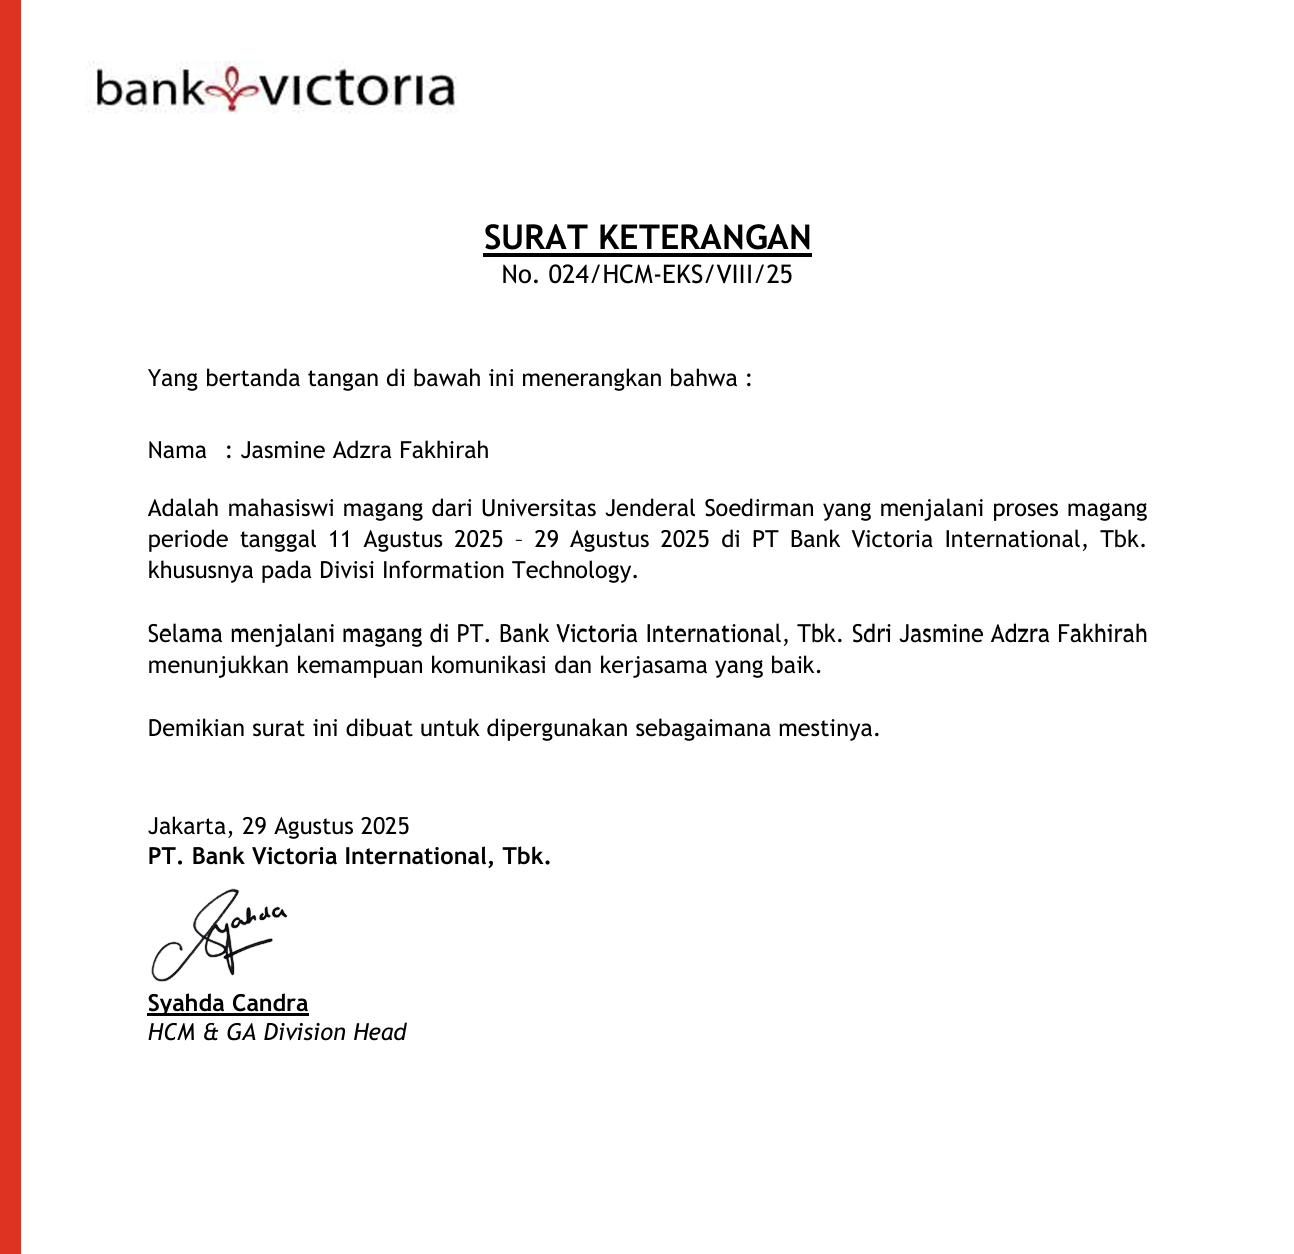 bank victoria
SURAT KETERANGAN
No. 024/HCM-EKS/VIII/25
Yang bertanda tangan di bawah ini menerangkan bahwa :
Nama : Jasmine Adzra Fakhirah
Adalah mahasiswi magang dari Universitas Jenderal Soedirman yang menjalani proses magang
periode tanggal 11 Agustus 2025 – 29 Agustus 2025 di PT Bank Victoria International, Tbk.
khususnya pada Divisi Information Technology.
Selama menjalani magang di PT. Bank Victoria International, Tbk. Sdri Jasmine Adzra Fakhirah
menunjukkan kemampuan komunikasi dan kerjasama yang baik.
Demikian surat ini dibuat untuk dipergunakan sebagaimana mestinya.
Jakarta, 29 Agustus 2025
PT. Bank Victoria International, Tbk.
Syahda
Syahda Candra
HCM & GA Division Head